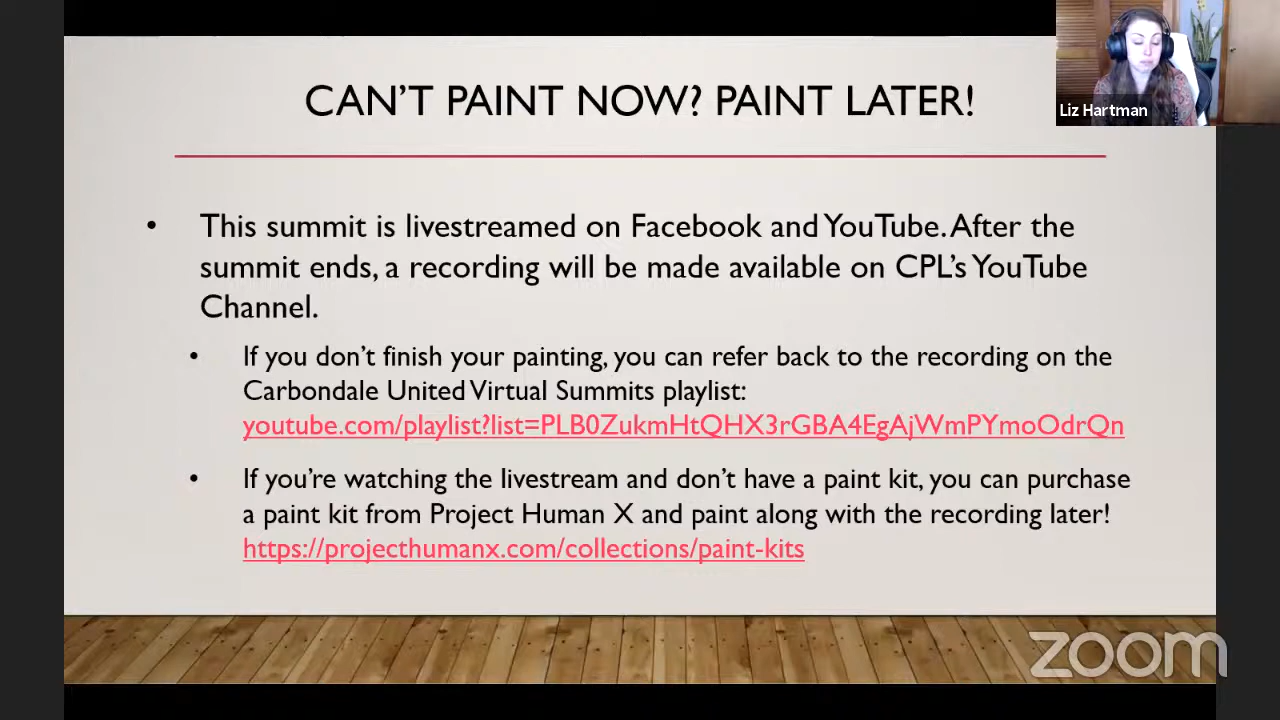 CAN'T PAINT NOW? PAINT LATER!
Liz Hartman
• This summit is livestreamed on Facebook and YouTube. After the
summit ends, a recording will be made available on CPL's YouTube
Channel.
• If you don't finish your painting, you can refer back to the recording on the
Carbondale United Virtual Summits playlist:
youtube.com/playlist?list=PLB0ZukmHtQHX3rGBA4EgAjWmPYmoOdrQn
• If you're watching the livestream and don't have a paint kit, you can purchase
a paint kit from Project Human X and paint along with the recording later!
https://projecthumanx.com/collections/paint-kits
zoom